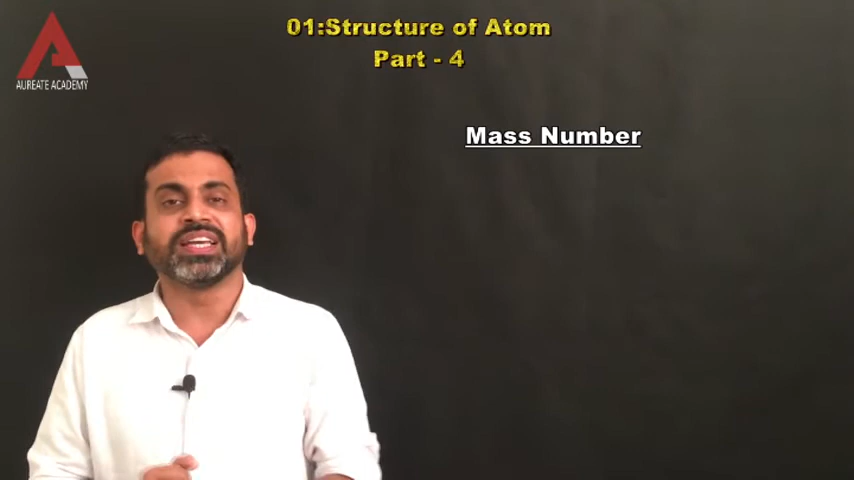 01:Structure of Atom
Part - 4
AUREATE ACADEMY
Mass Number